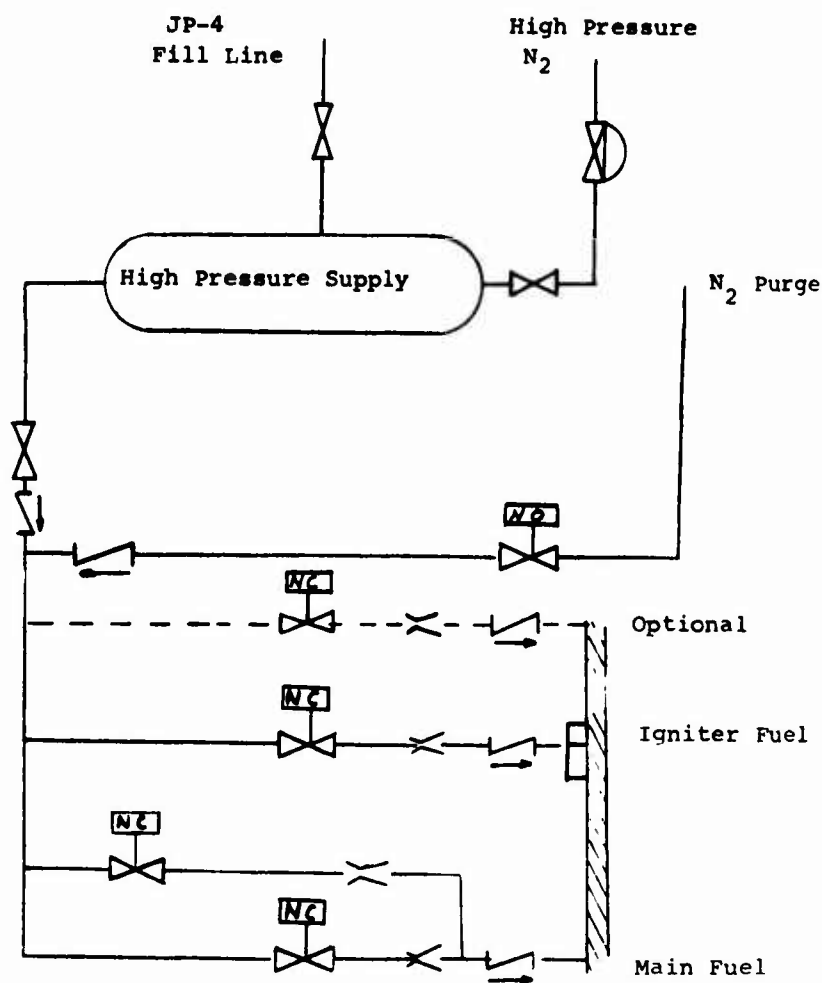 JP-4
Fill Line
High Pressure
N2
High Pressure Supply
N2 Purge
NO
NC
Optional
NC
Igniter Fuel
NC
NC
Main Fuel